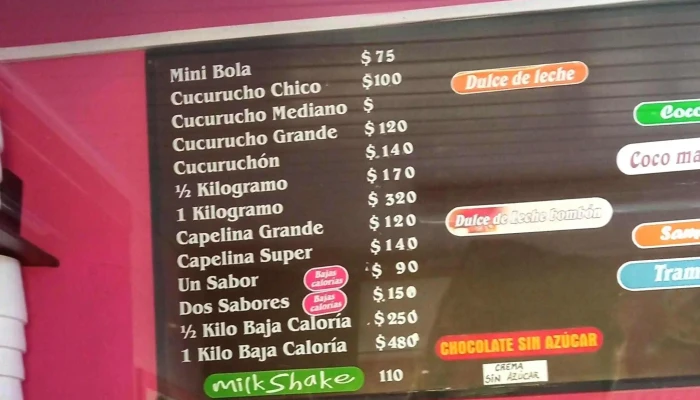 Mini Bola $ 75
Cucurucho Chico $100
Dulce de leche
Cucurucho Mediano $
Cucurucho Grande $ 120
Cucuruchón $ 140
Coco ma
½ Kilogramo $ 170
1 Kilogramo $ 320
Capelina Grande $ 120
Dulce de leche bombón
Capelina Super $ 140
Sam
Un Sabor Bajas calorías $ 90
Tram
Dos Sabores Bajas calorías $ 150
½ Kilo Baja Caloría $ 250
1 Kilo Baja Caloría $ 480
CHOCOLATE SIN AZÚCAR
milkShake 110
CREMA
SIN AZÚCAR